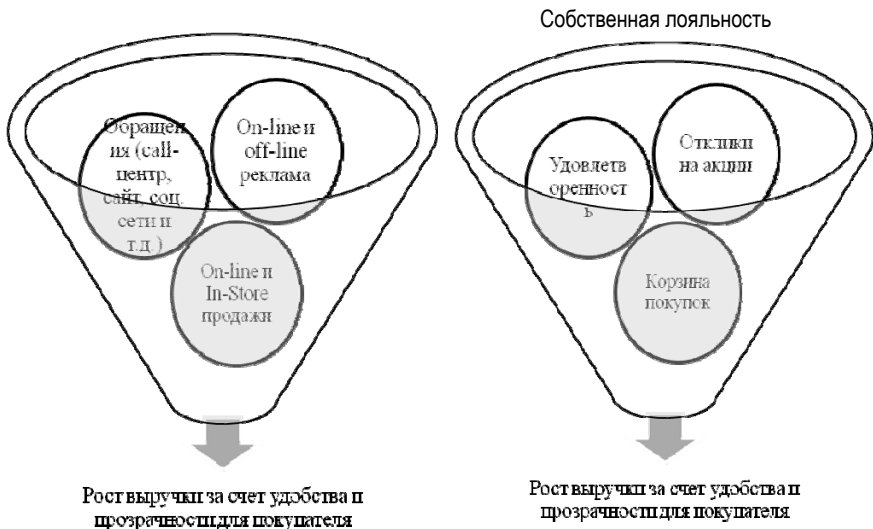 Собственная лояльность
Обращен
ия (call-
центр,
сайт, соц.
сети и
т.д.)
On-line и
off-line
реклама
On-line и
In-Store
продажи
Рост выручки за счет удобства и
прозрачности для покупателя
Удовлетв
оренност
ь
Отклики
на акции
Корзина
покупок
Рост выручки за счет удобства и
прозрачности для покупателя